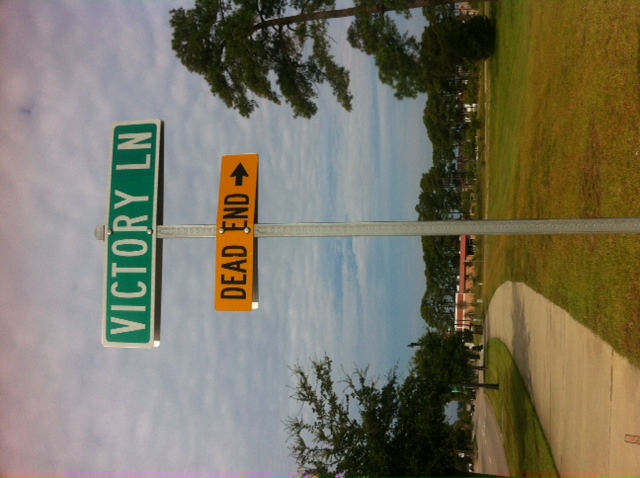 VICTORY LN
DEAD END →